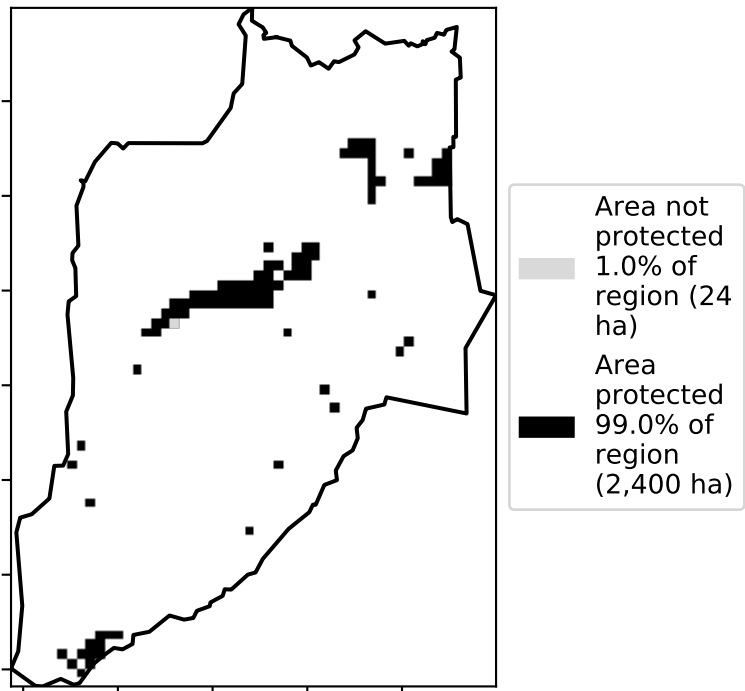 Area not
protected
1.0% of
region (24
ha)
Area
protected
99.0% of
region
(2,400 ha)